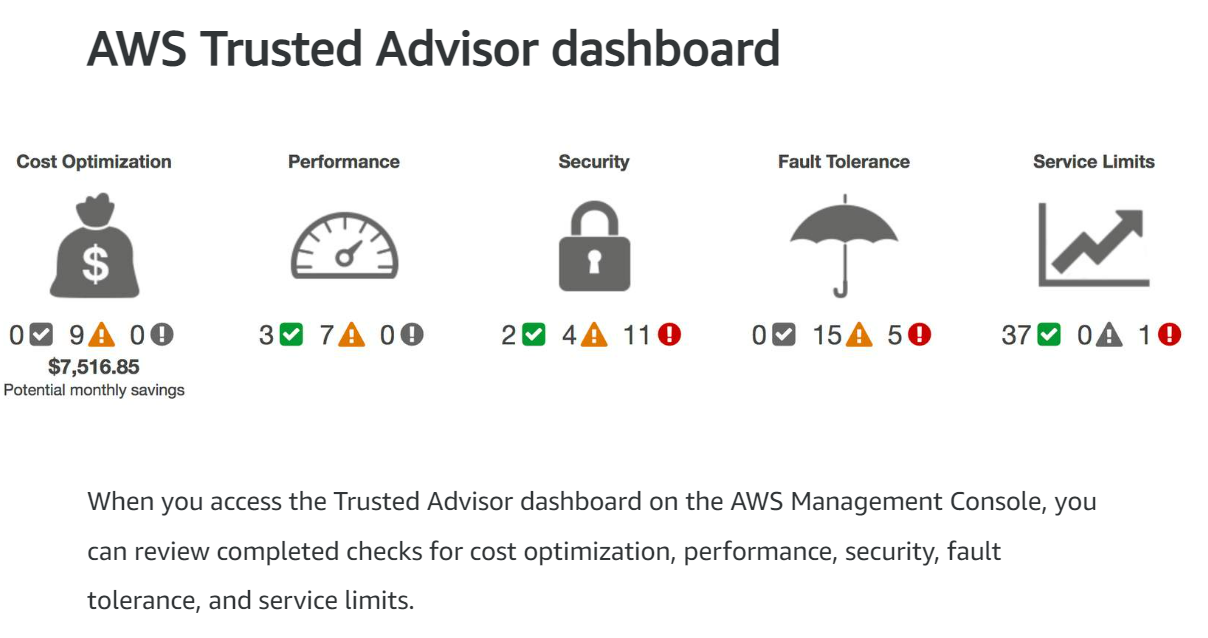 AWS Trusted Advisor dashboard
Cost Optimization Performance Security Fault Tolerance Service Limits
$
0 9 0 3 7 0 2 4 11 0 15 5 37 0 1
$7,516.85
Potential monthly savings
When you access the Trusted Advisor dashboard on the AWS Management Console, you
can review completed checks for cost optimization, performance, security, fault
tolerance, and service limits.